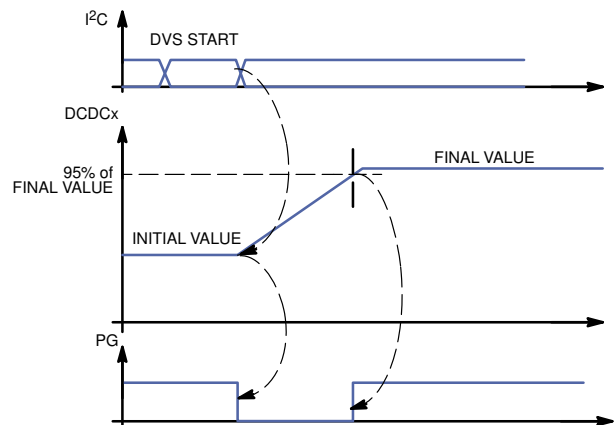 I²C
DVS START
DCDCx
95% of
FINAL VALUE
FINAL VALUE
INITIAL VALUE
PG